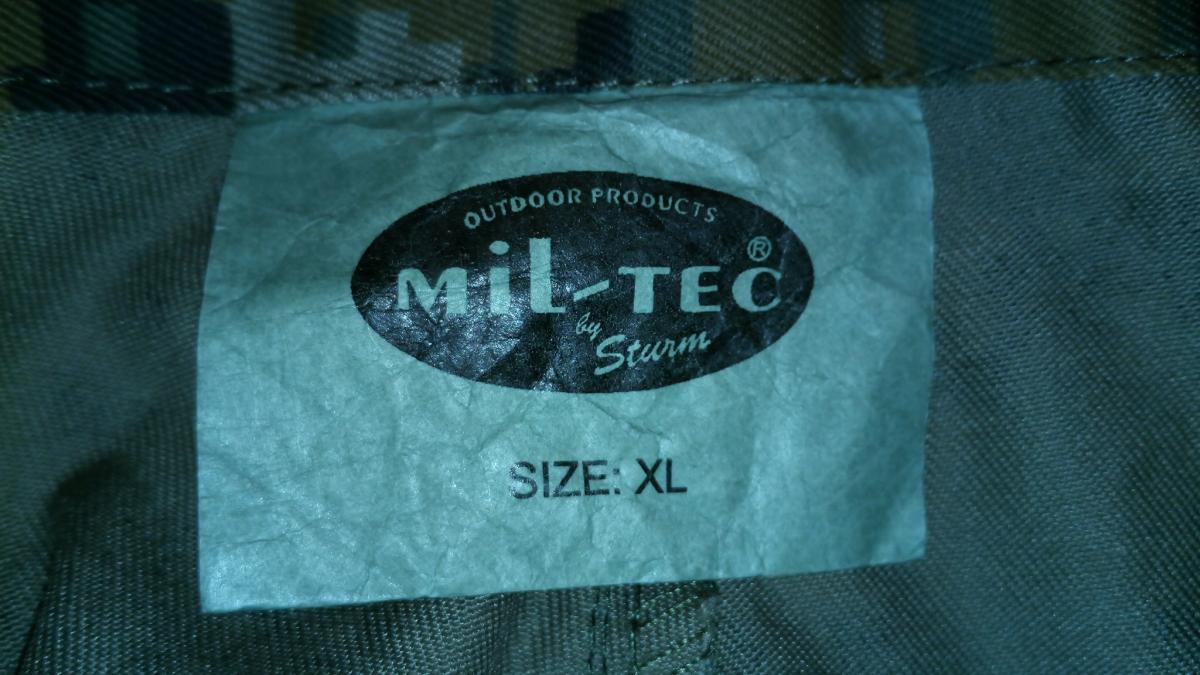 OUTDOOR PRODUCTS
MiL-TEC®
by
Sturm
SIZE: XL